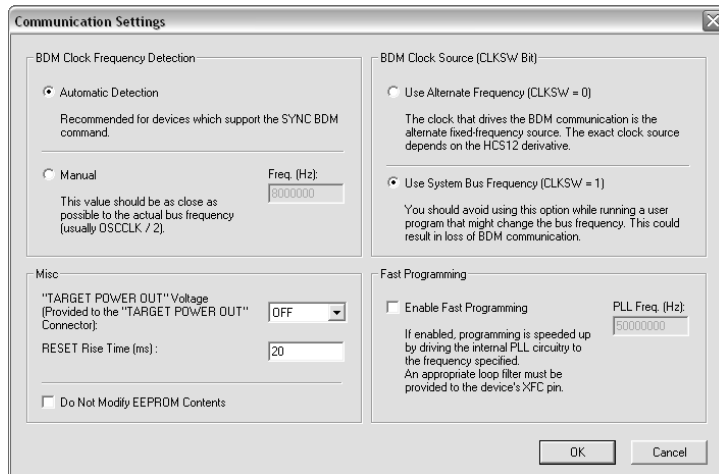 Communication Settings
BDM Clock Frequency Detection
Automatic Detection
Recommended for devices which support the SYNC BDM
command.
Manual
Freq. (Hz):
8000000
This value should be as close as
possible to the actual bus frequency
(usually OSCCLK / 2).
BDM Clock Source (CLKSW Bit)
Use Alternate Frequency (CLKSW = 0)
The clock that drives the BDM communication is the
alternate fixed-frequency source. The exact clock source
depends on the HCS12 derivative.
Use System Bus Frequency (CLKSW = 1)
You should avoid using this option while running a user
program that might change the bus frequency. This could
result in loss of BDM communication.
Misc
"TARGET POWER OUT" Voltage
(Provided to the "TARGET POWER OUT"
Connector):
OFF
RESET Rise Time (ms) :
20
Do Not Modify EEPROM Contents
Fast Programming
Enable Fast Programming
PLL Freq. (Hz):
50000000
If enabled, programming is speeded up
by driving the internal PLL circuitry to
the frequency specified.
An appropriate loop filter must be
provided to the device's XFC pin.
OK
Cancel